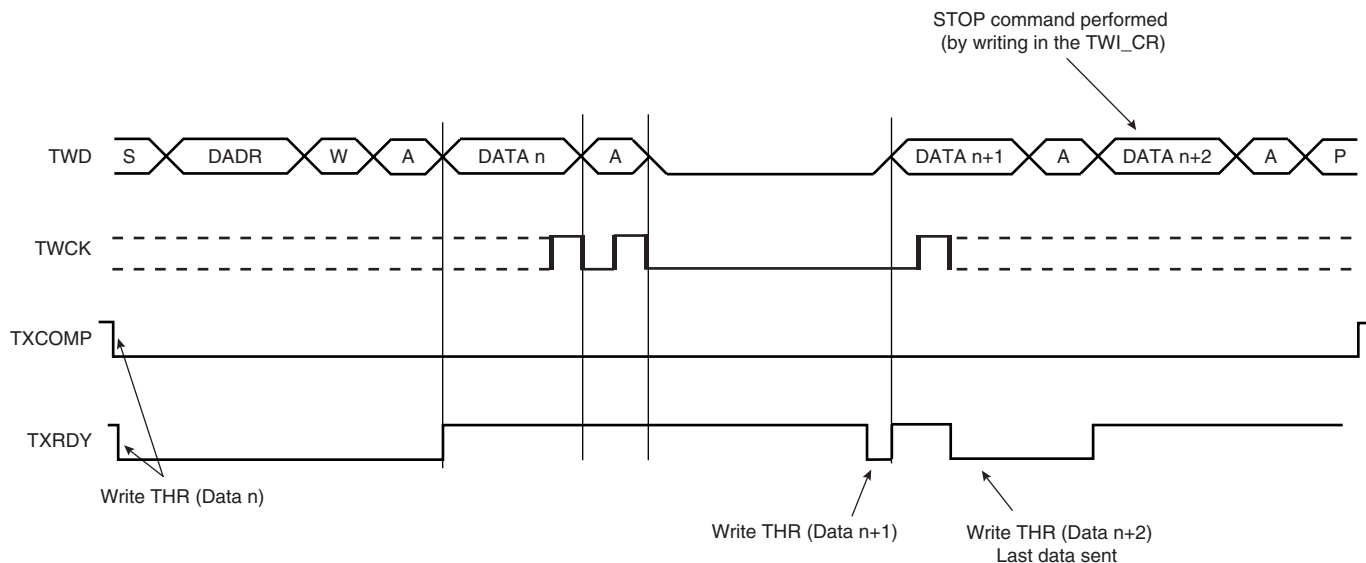 STOP command performed
(by writing in the TWI_CR)
TWD S DADR W A DATA n A DATA n+1 A DATA n+2 A P
TWCK
TXCOMP
TXRDY
Write THR (Data n)
Write THR (Data n+1)
Write THR (Data n+2)
Last data sent